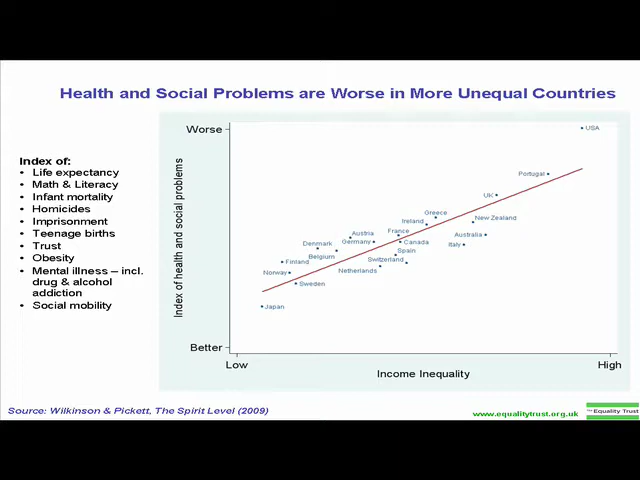 Health and Social Problems are Worse in More Unequal Countries
Index of:
• Life expectancy
• Math & Literacy
• Infant mortality
• Homicides
• Imprisonment
• Teenage births
• Trust
• Obesity
• Mental illness – incl.
drug & alcohol
addiction
• Social mobility
Index of health and social problems
Worse
Better
USA
Portugal
UK
Greece
New Zealand
Ireland
France
Australia
Austria
Germany
Canada
Italy
Denmark
Spain
Belgium
Switzerland
Finland
Netherlands
Norway
Sweden
Japan
Low
High
Income Inequality
Source: Wilkinson & Pickett, The Spirit Level (2009)
www.equalitytrust.org.uk
The Equality Trust